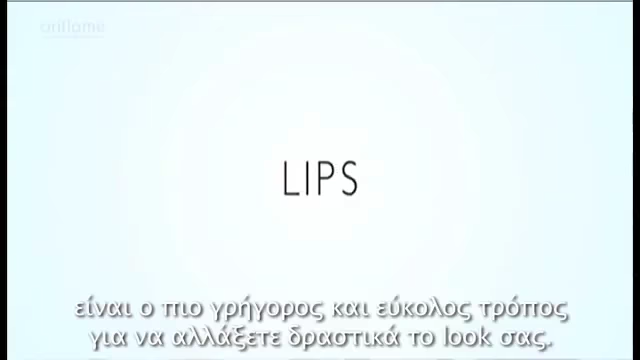 oriflame
LIPS
είναι ο πιο γρήγορος και εύκολος τρόπος
για να αλλάξετε δραστικά το look σας.